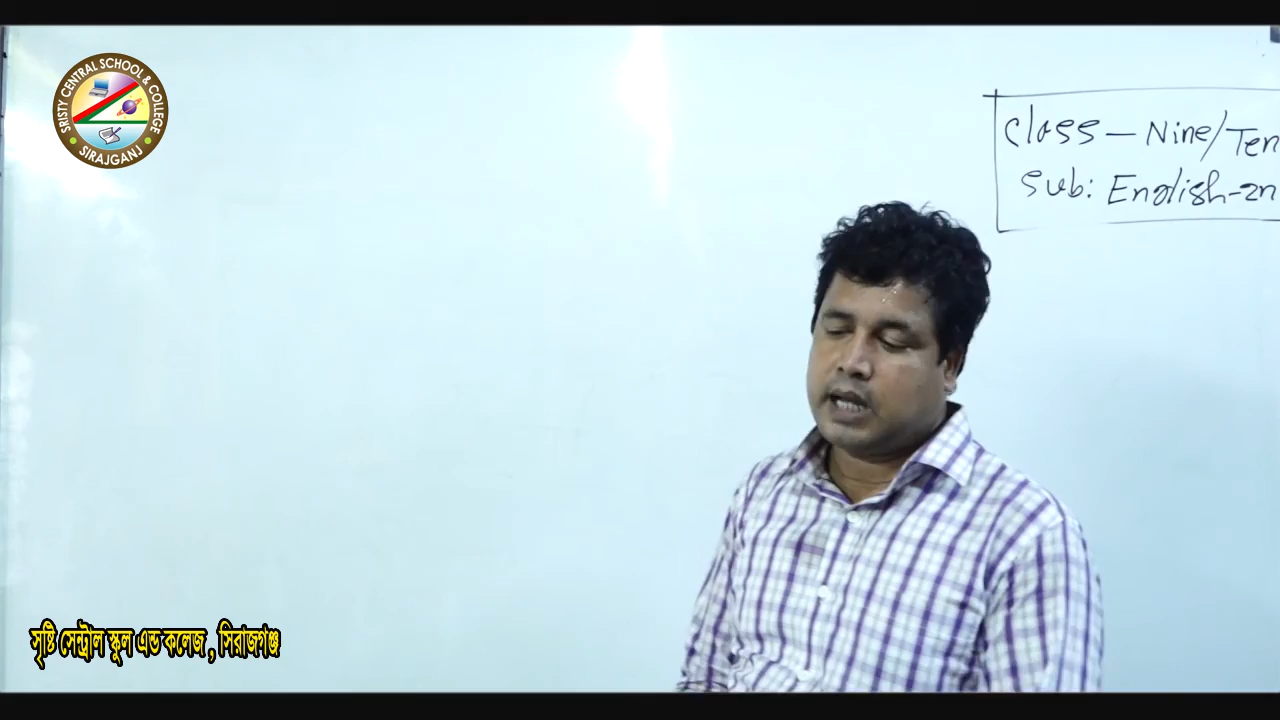 SRISTY CENTRAL SCHOOL & COLLEGE
SIRAJGANJ
Class – Nine/Ten
Sub: English-2n
সৃষ্টি সেন্ট্রাল স্কুল এন্ড কলেজ , সিরাজগঞ্জ